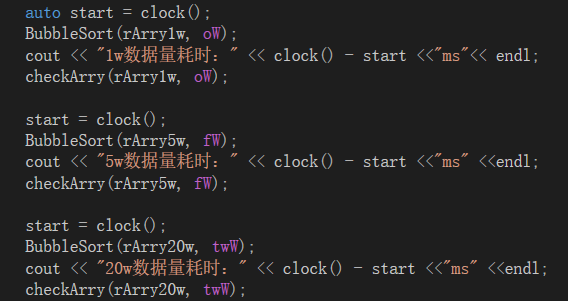 auto start = clock();
BubbleSort(rArry1w, oW);
cout << "1w数据量耗时：" << clock() - start <<"ms"<< endl;
checkArry(rArry1w, oW);
start = clock();
BubbleSort(rArry5w, fW);
cout << "5w数据量耗时：" << clock() - start <<"ms" <<endl;
checkArry(rArry5w, fW);
start = clock();
BubbleSort(rArry20w, twW);
cout << "20w数据量耗时：" << clock() - start <<"ms" <<endl;
checkArry(rArry20w, twW);